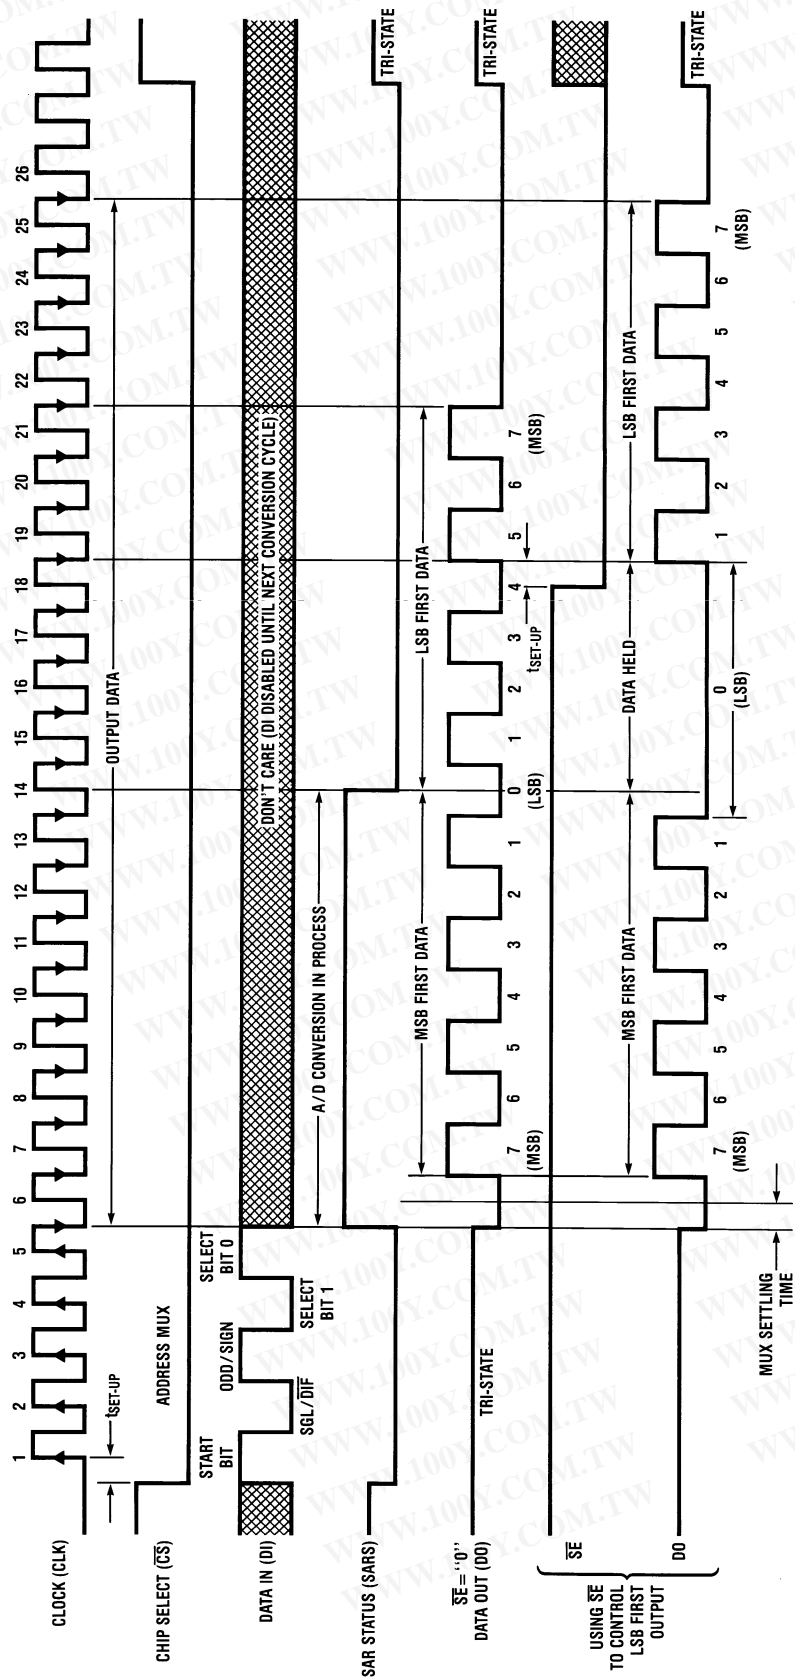 CLOCK (CLK)
1 2 3 4 5 6 7 8 9 10 11 12 13 14 15 16 17 18 19 20 21 22 23 24 25 26
tSET-UP
OUTPUT DATA
CHIP SELECT (CS)
ADDRESS MUX
DATA IN (DI)
START
BIT
SGL/DIF
ODD/SIGN
SELECT
BIT 1
SELECT
BIT 0
DON'T CARE (DI DISABLED UNTIL NEXT CONVERSION CYCLE)
SAR STATUS (SARS)
A/D CONVERSION IN PROCESS
TRI-STATE
SE = "0"
DATA OUT (DO)
TRI-STATE
MSB FIRST DATA
LSB FIRST DATA
TRI-STATE
7 6 5 4 3 2 1 0 1 2 3 4 5 6 7
(MSB) (LSB) (MSB)
tSET-UP
USING SE
TO CONTROL
LSB FIRST
OUTPUT
SE
DO
MSB FIRST DATA
DATA HELD
LSB FIRST DATA
TRI-STATE
7 6 5 4 3 2 1 0 1 2 3 4 5 6 7
(MSB) (LSB) (MSB)
MUX SETTLING
TIME
WWW.100Y.COM.TW